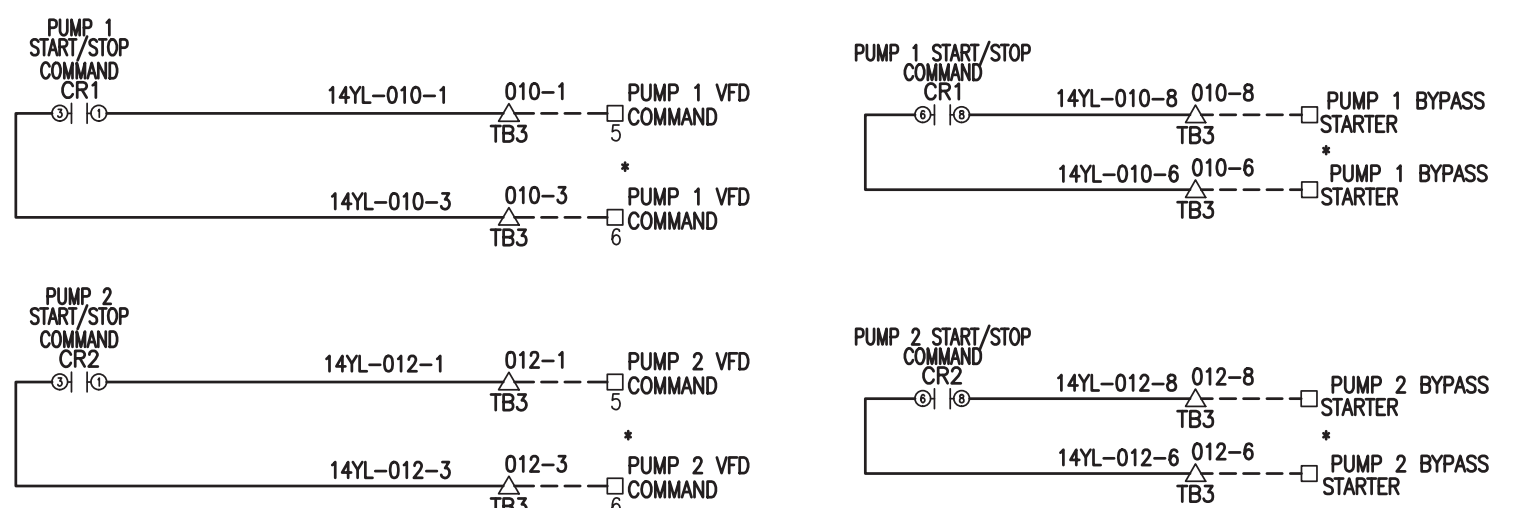 PUMP 1
START/STOP
COMMAND
CR1
3 1
14YL-010-1
010-1
TB3
5
PUMP 1 VFD
COMMAND
*
14YL-010-3
010-3
TB3
6
PUMP 1 VFD
COMMAND
PUMP 1 START/STOP
COMMAND
CR1
6 8
14YL-010-8
010-8
TB3
PUMP 1 BYPASS
STARTER
*
14YL-010-6
010-6
TB3
PUMP 1 BYPASS
STARTER
PUMP 2
START/STOP
COMMAND
CR2
3 1
14YL-012-1
012-1
TB3
5
PUMP 2 VFD
COMMAND
*
14YL-012-3
012-3
TB3
6
PUMP 2 VFD
COMMAND
PUMP 2 START/STOP
COMMAND
CR2
6 8
14YL-012-8
012-8
TB3
PUMP 2 BYPASS
STARTER
*
14YL-012-6
012-6
TB3
PUMP 2 BYPASS
STARTER